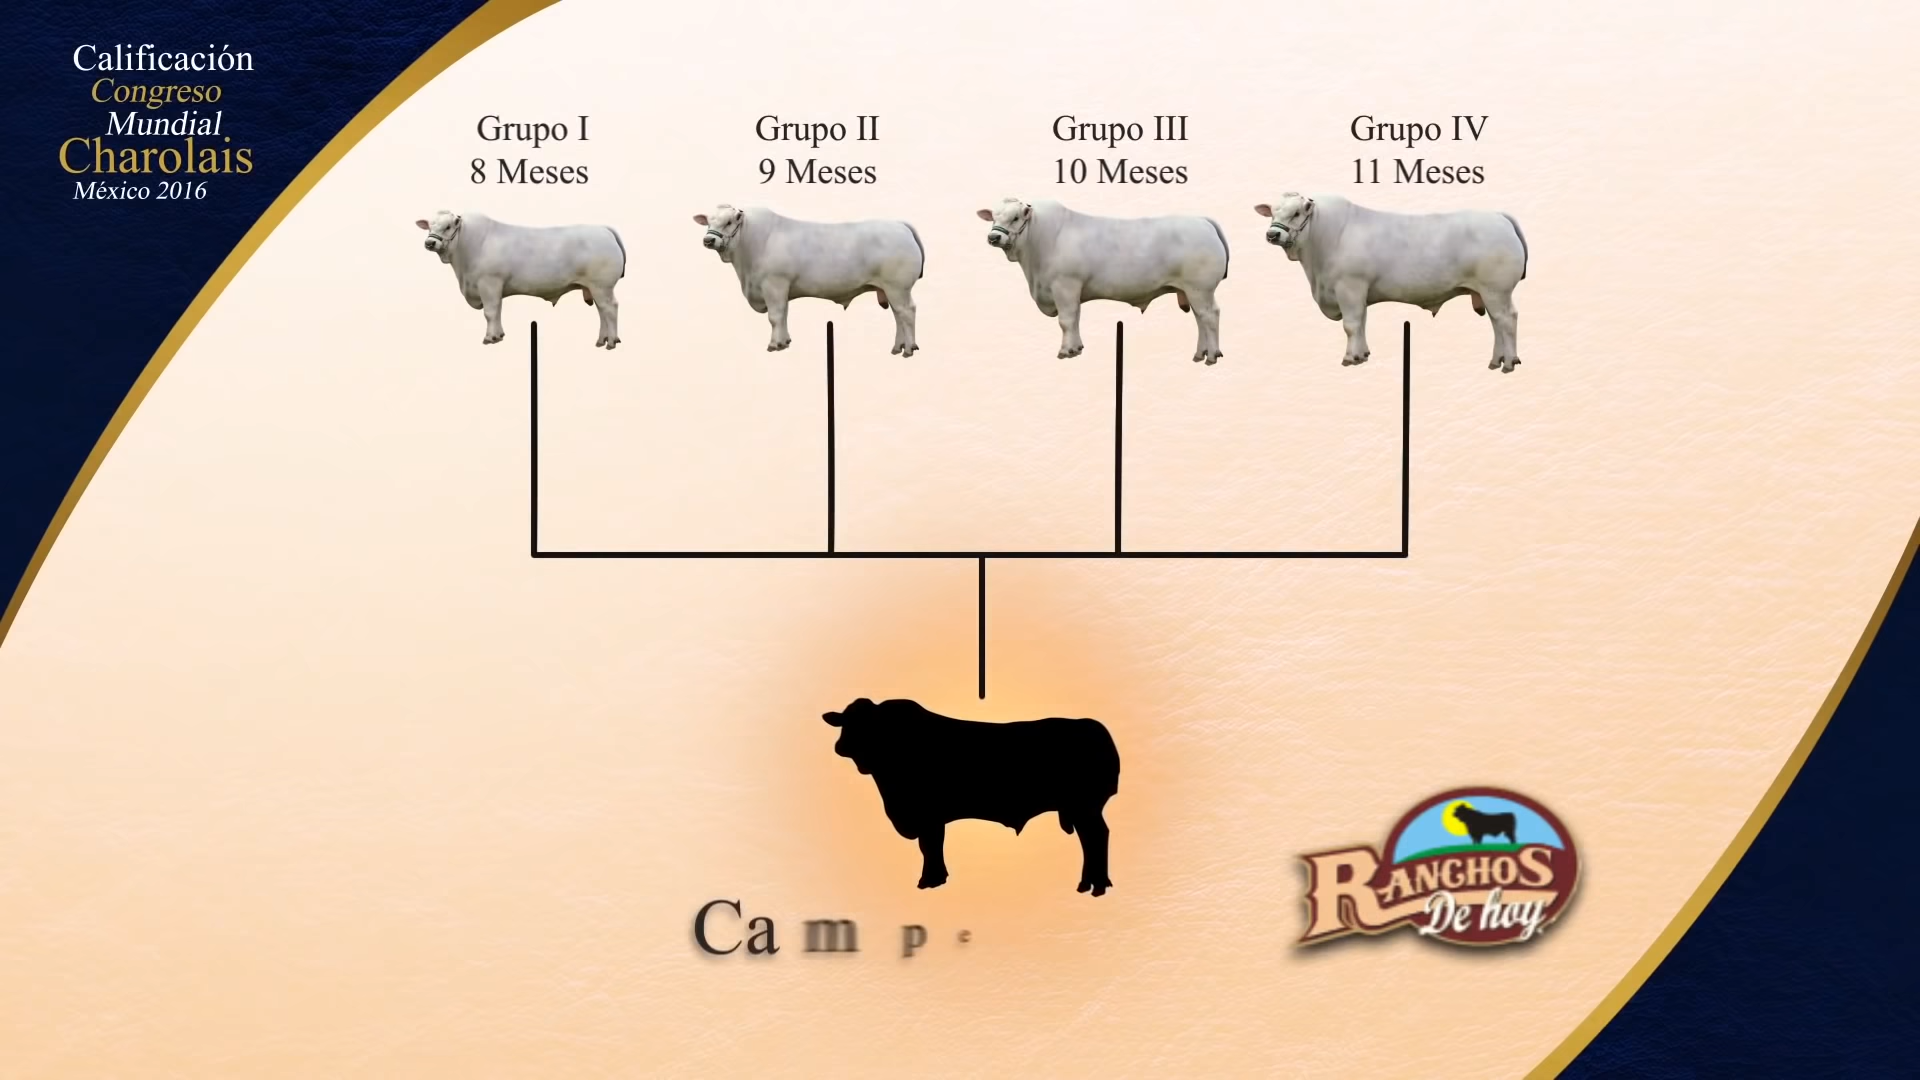 Calificación
Congreso
Mundial
Charolais
México 2016
Grupo I
8 Meses
Grupo II
9 Meses
Grupo III
10 Meses
Grupo IV
11 Meses
Campe
RANCHOS
De hoy